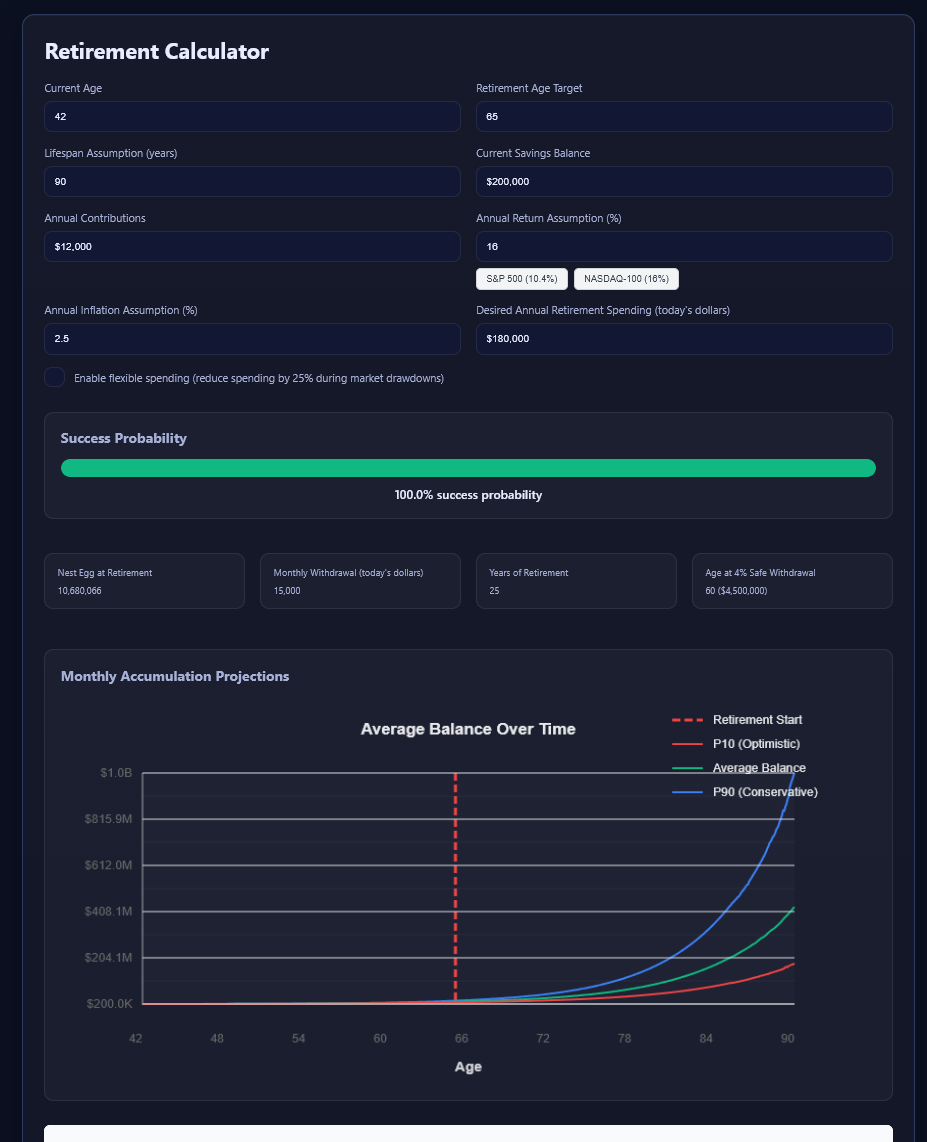 Retirement Calculator
Current Age
Retirement Age Target
42
65
Lifespan Assumption (years)
Current Savings Balance
90
$200,000
Annual Contributions
Annual Return Assumption (%)
$12,000
16
S&P 500 (10.4%)
NASDAQ-100 (16%)
Annual Inflation Assumption (%)
Desired Annual Retirement Spending (today's dollars)
2.5
$180,000
Enable flexible spending (reduce spending by 25% during market drawdowns)
Success Probability
100.0% success probability
Nest Egg at Retirement
10,680,066
Monthly Withdrawal (today's dollars)
15,000
Years of Retirement
25
Age at 4% Safe Withdrawal
60 ($4,500,000)
Monthly Accumulation Projections
Average Balance Over Time
Retirement Start
P10 (Optimistic)
Average Balance
P90 (Conservative)
$1.0B
$815.9M
$612.0M
$408.1M
$204.1M
$200.0K
42 48 54 60 66 72 78 84 90
Age